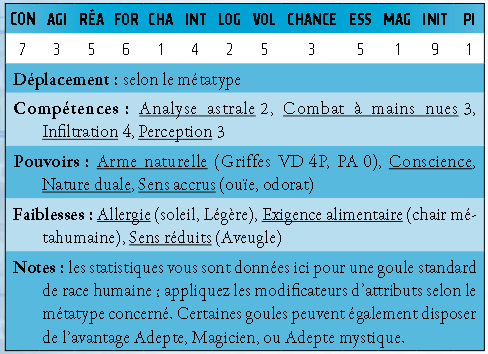 CON AGI RÉA FOR CHA INT LOG VOL CHANCE ESS MAG INIT PI
7 3 5 6 1 4 2 5 3 5 1 9 1
Déplacement : selon le métatype
Compétences : Analyse astrale 2, Combat à mains nues 3,
Infiltration 4, Perception 3
Pouvoirs : Arme naturelle (Griffes VD 4P, PA 0), Conscience,
Nature duale, Sens accrus (ouïe, odorat)
Faiblesses : Allergie (soleil, Légère), Exigence alimentaire (chair mé-
tahumaine), Sens réduits (Aveugle)
Notes : les statistiques vous sont données ici pour une goule standard
de race humaine ; appliquez les modificateurs d'attributs selon le
métatype concerné. Certaines goules peuvent également disposer
de l'avantage Adepte, Magicien, ou Adepte mystique.